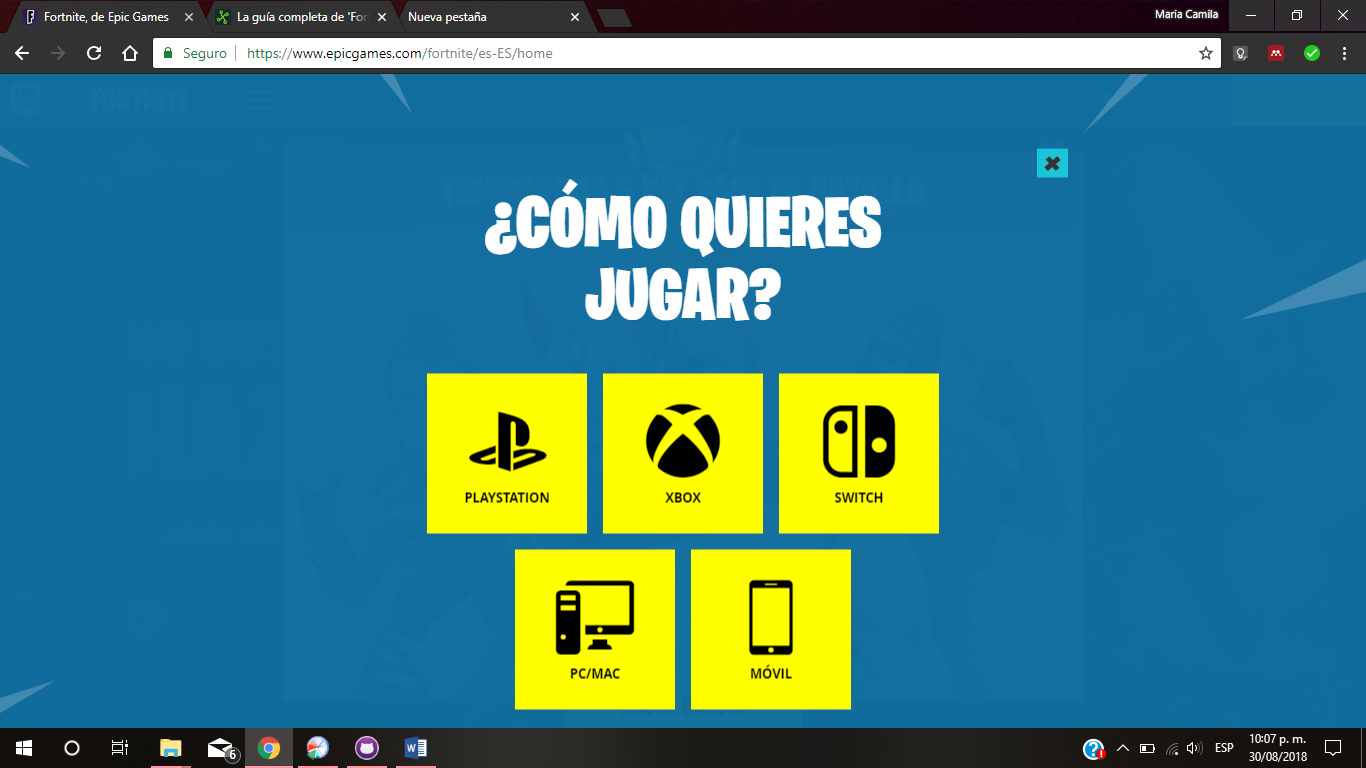 Fortnite, de Epic Games
La guía completa de 'For
Nueva pestaña
Maria Camila
Seguro
https://www.epicgames.com/fortnite/es-ES/home
FORTNITE
¿CÓMO QUIERES
JUGAR?
PLAYSTATION
XBOX
SWITCH
PC/MAC
MÓVIL
6
ESP
10:07 p. m.
30/08/2018